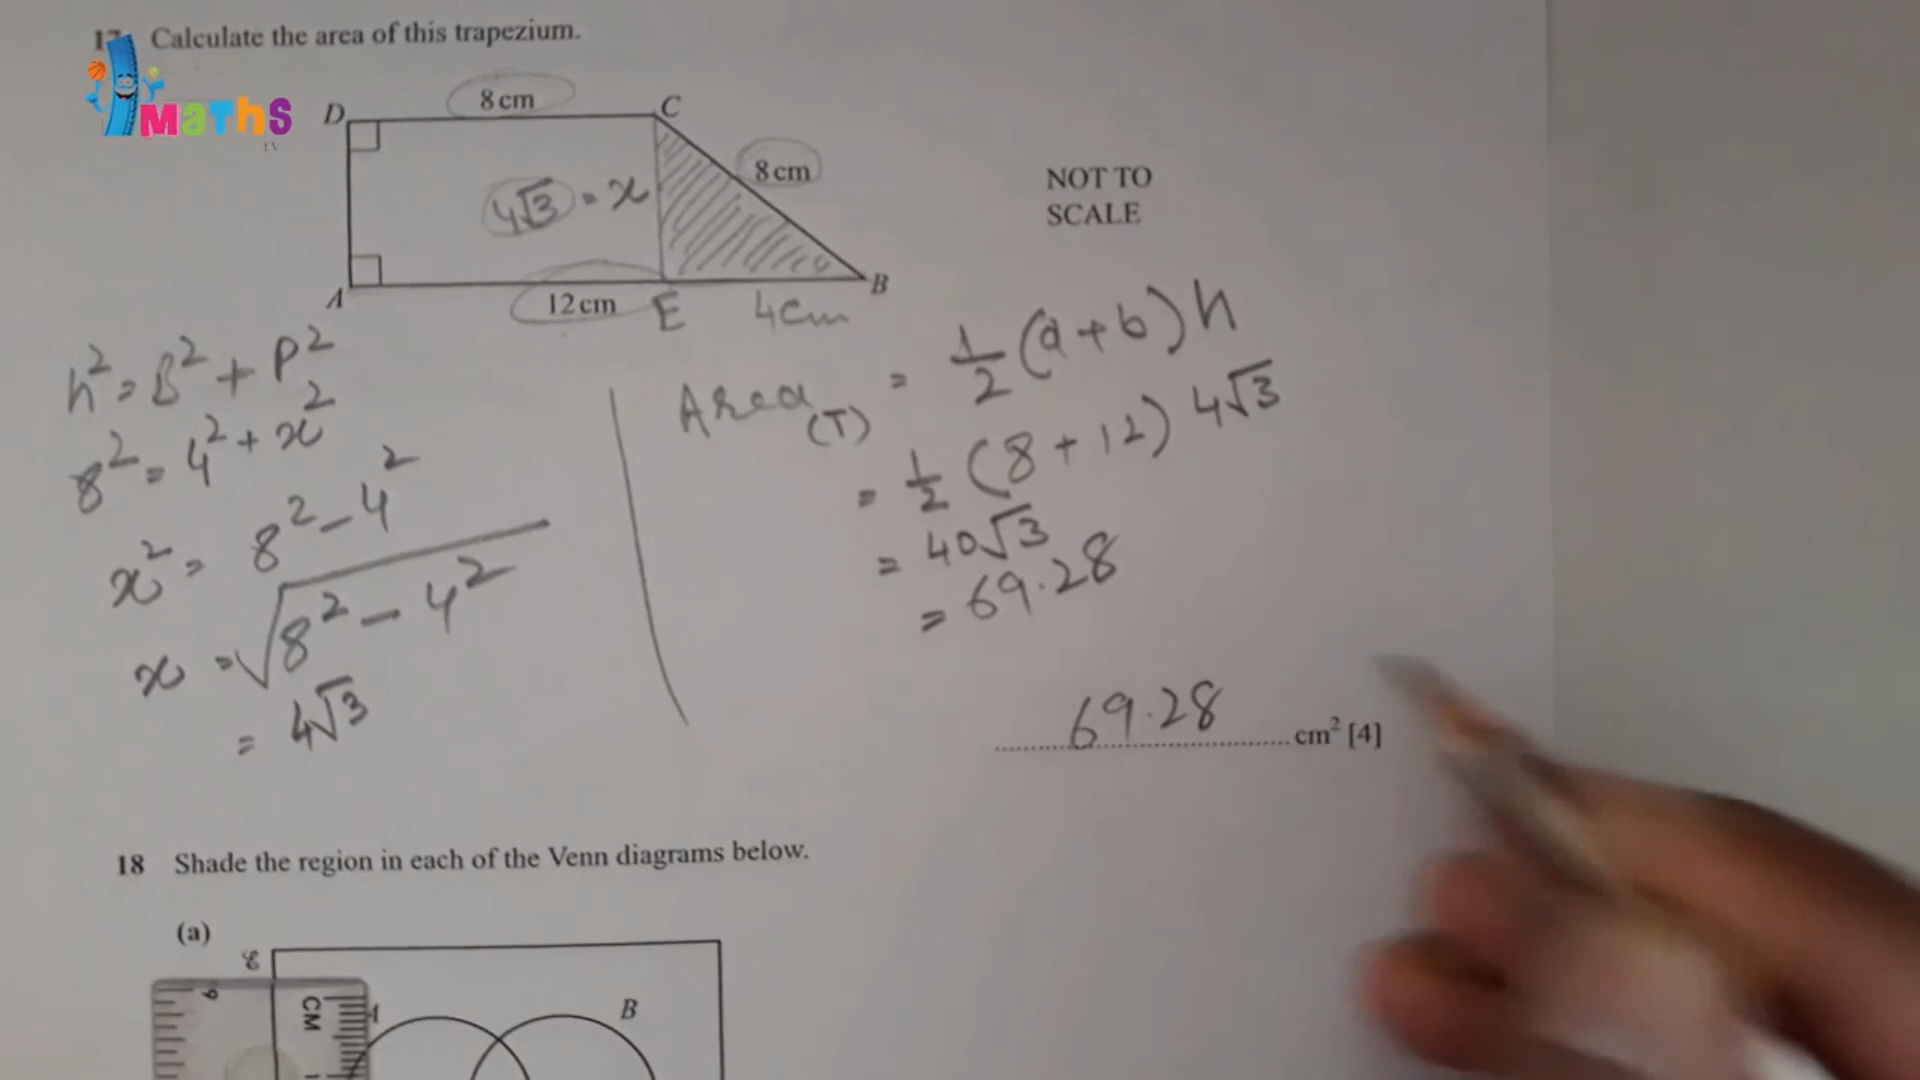 17 Calculate the area of this trapezium.
Maths
TV
D 8 cm C
8 cm
4√3 = x
NOT TO
SCALE
A 12 cm E 4cm B
h² = B² + P²
8² = 4² + x²
x² = 8² - 4²
x = √8² - 4²
= 4√3
Area (T) = 1/2 (a+b) h
= 1/2 (8 + 12) 4√3
= 40√3
= 69.28
69.28 cm² [4]
18 Shade the region in each of the Venn diagrams below.
(a)
ℰ
A B
CM
9